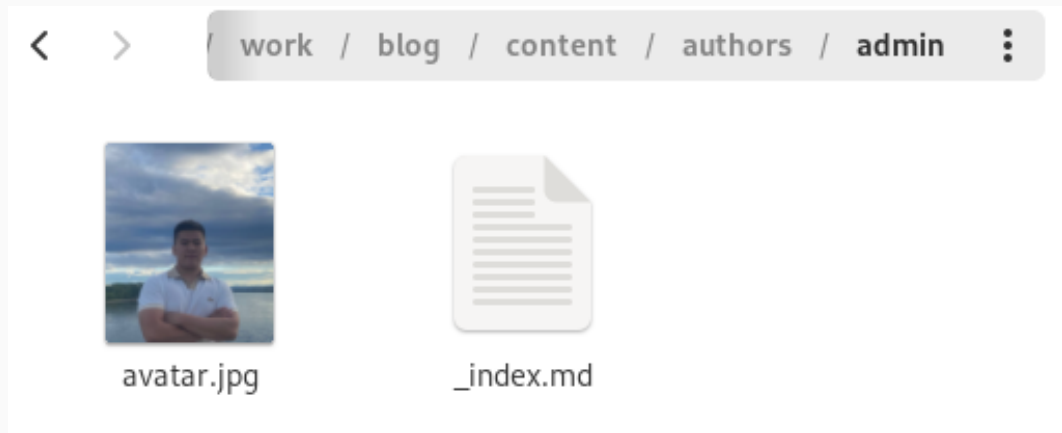 / work / blog / content / authors / admin
avatar.jpg
_index.md